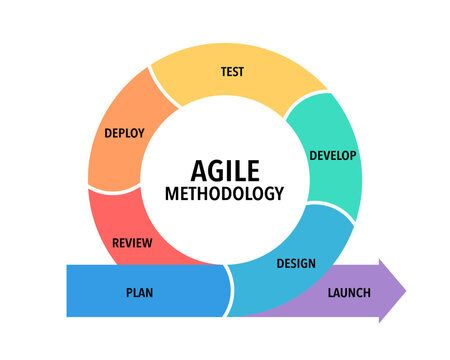 TEST
DEPLOY
DEVELOP
AGILE
METHODOLOGY
REVIEW
DESIGN
PLAN
LAUNCH